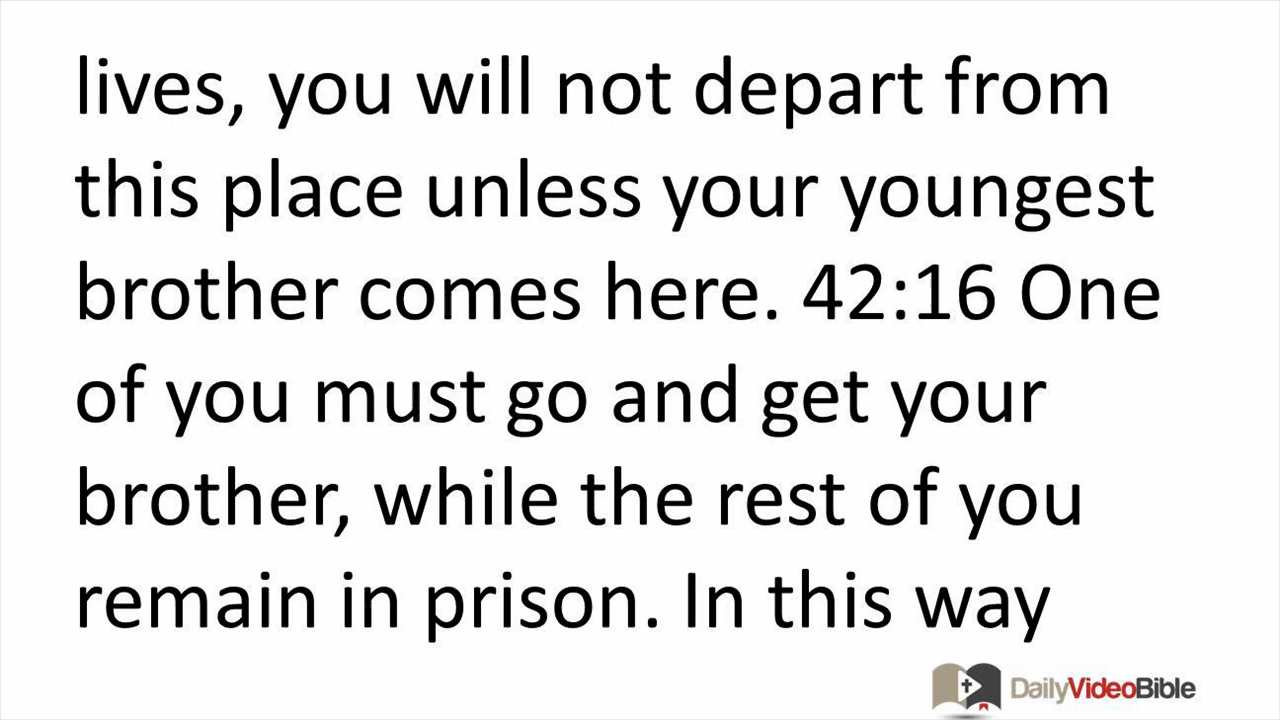 lives, you will not depart from
this place unless your youngest
brother comes here. 42:16 One
of you must go and get your
brother, while the rest of you
remain in prison. In this way
DailyVideoBible